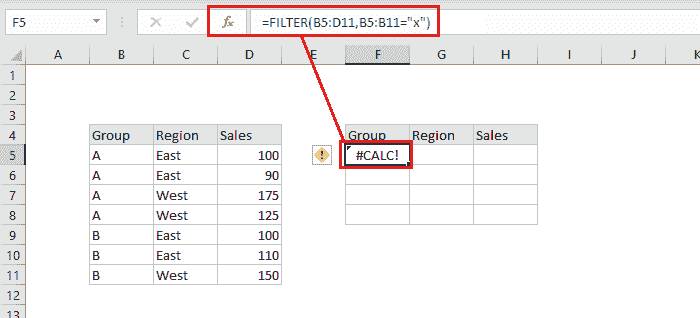 F5 fx =FILTER(B5:D11,B5:B11="x")
A B C D E F G H I J K
1
2
3
4 Group Region Sales Group Region Sales
5 A East 100 #CALC!
6 A East 90
7 A West 175
8 A West 125
9 B East 100
10 B East 110
11 B West 150
12
13